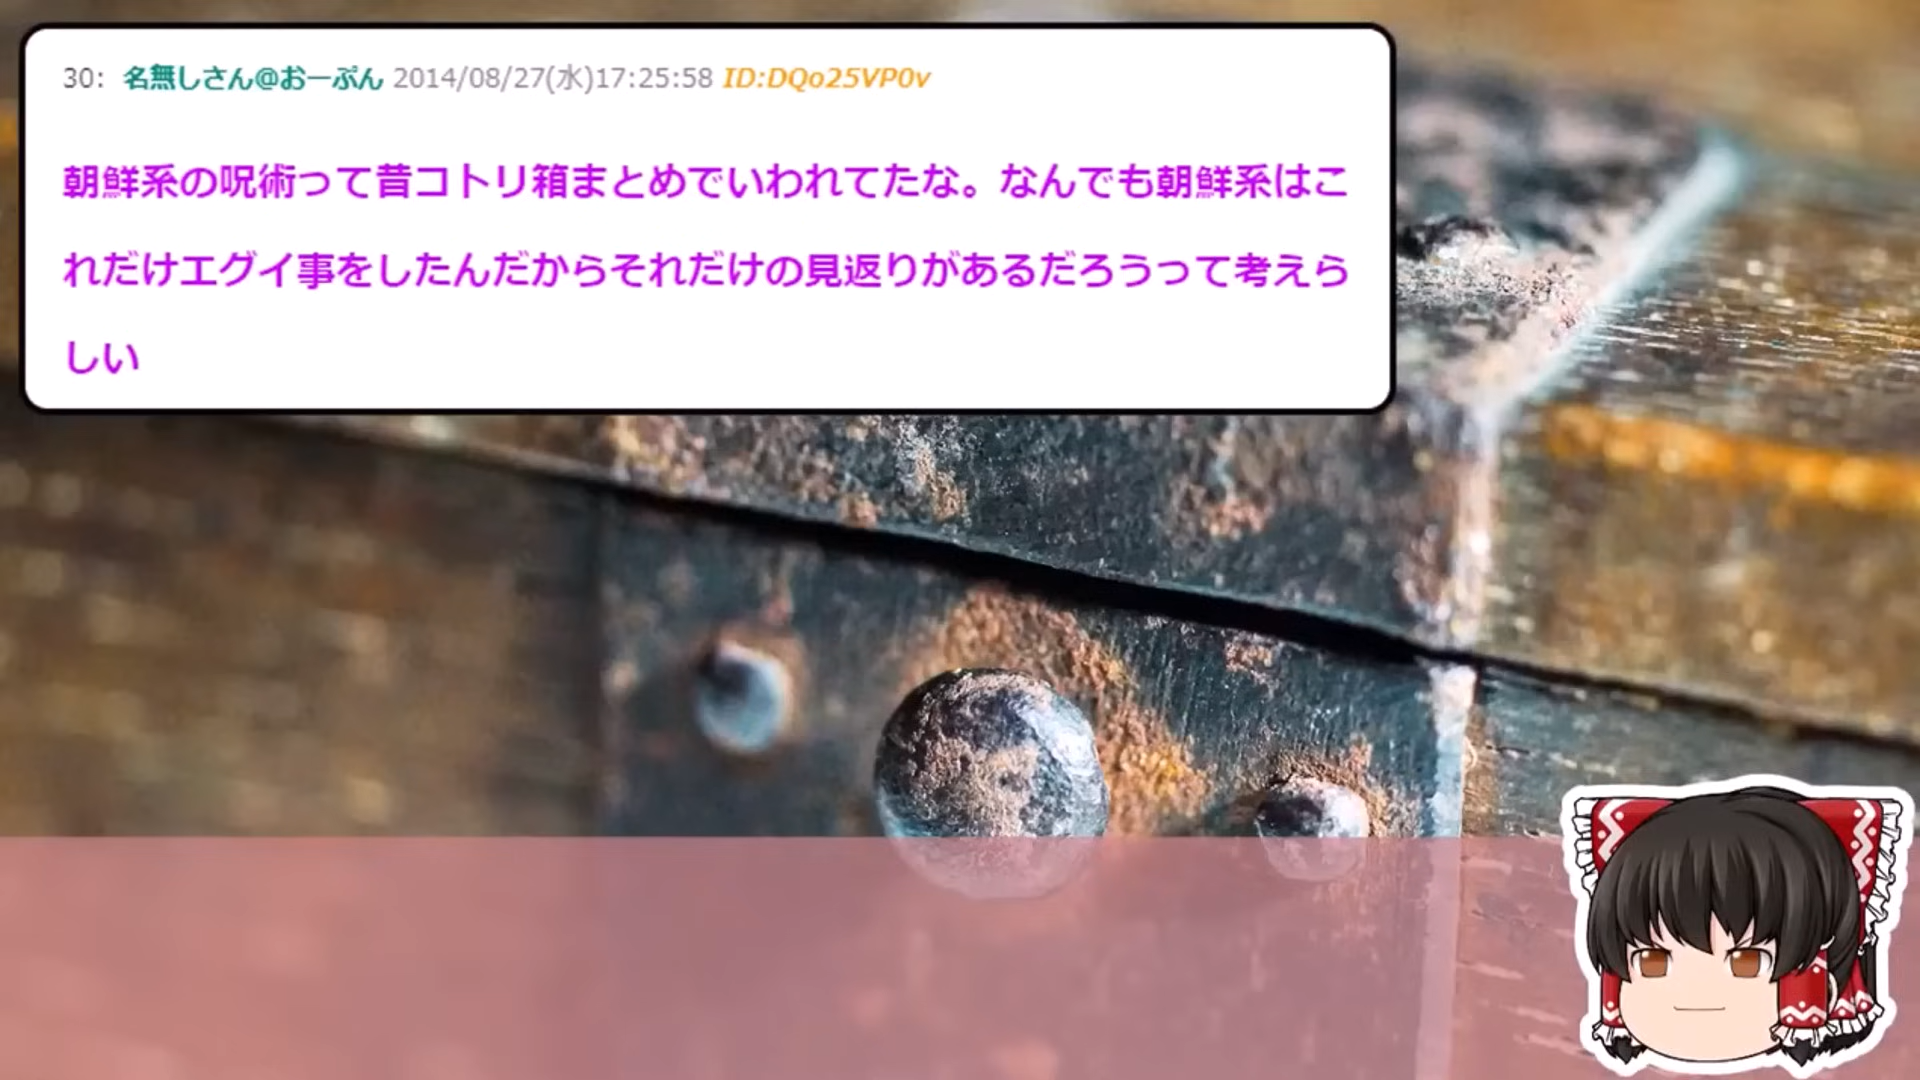 30: 名無しさん@おーぷん 2014/08/27(水)17:25:58 ID:DQo25VP0v
朝鮮系の呪術って昔コトリ箱まとめでいわれてたな。なんでも朝鮮系はこ
れだけエグイ事をしたんだからそれだけの見返りがあるだろうって考えら
しい